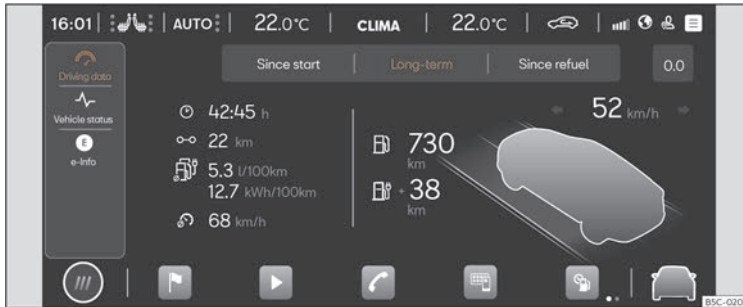 16:01 AUTO 22.0°C CLIMA 22.0°C
Since start Long-term Since refuel 0.0
Driving data
Vehicle status
E
e-Info
42:45 h
22 km
5.3 l/100km
12.7 kWh/100km
68 km/h
730
km
+38
km
52 km/h
B5C-020